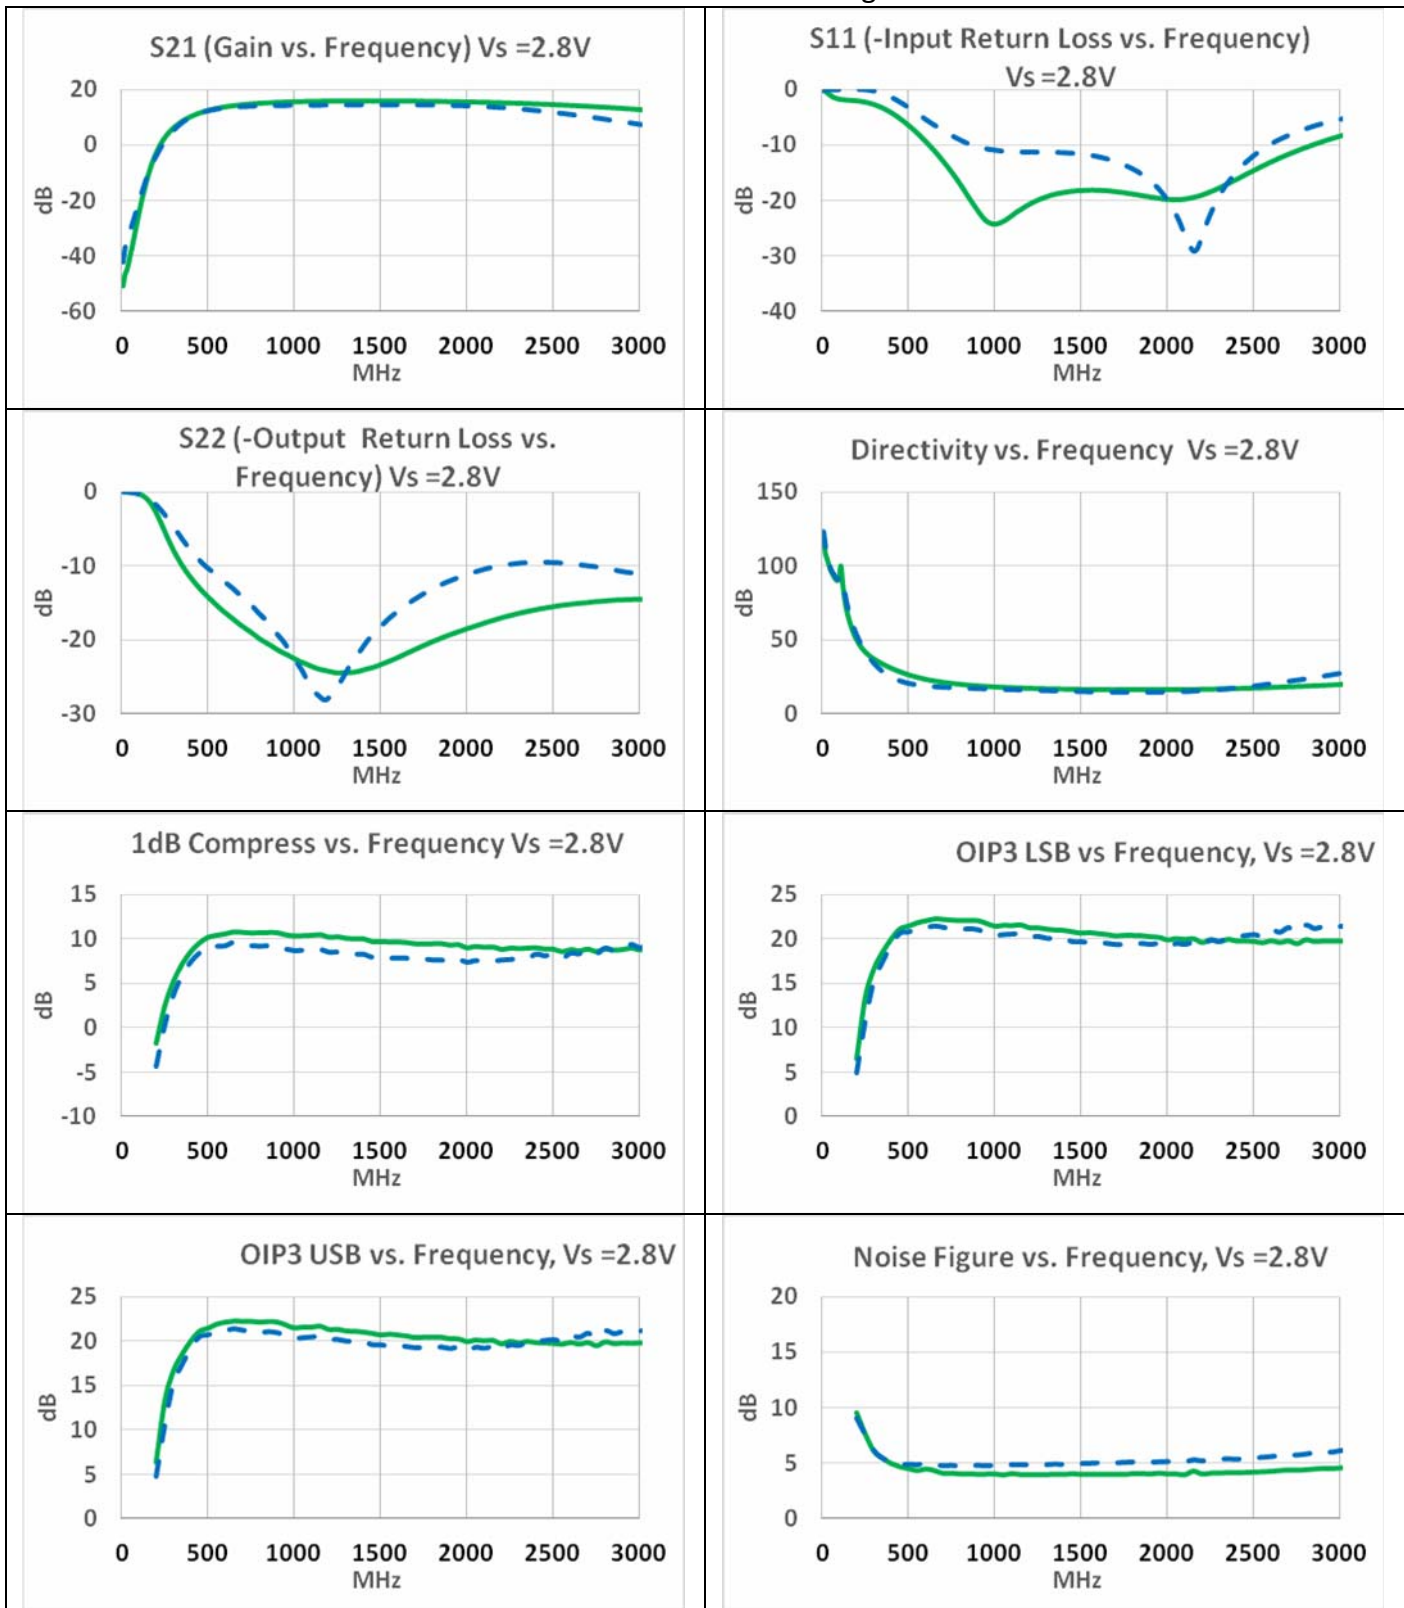 S21 (Gain vs. Frequency) Vs =2.8V
20
0
-20
-40
-60
dB
0 500 1000 1500 2000 2500 3000
MHz
S11 (-Input Return Loss vs. Frequency)
Vs =2.8V
0
-10
-20
-30
-40
dB
0 500 1000 1500 2000 2500 3000
MHz
S22 (-Output Return Loss vs.
Frequency) Vs =2.8V
0
-10
-20
-30
dB
0 500 1000 1500 2000 2500 3000
MHz
Directivity vs. Frequency Vs =2.8V
150
100
50
0
dB
0 500 1000 1500 2000 2500 3000
MHz
1dB Compress vs. Frequency Vs =2.8V
15
10
5
0
-5
-10
dB
0 500 1000 1500 2000 2500 3000
MHz
OIP3 LSB vs Frequency, Vs =2.8V
25
20
15
10
5
0
dB
0 500 1000 1500 2000 2500 3000
MHz
OIP3 USB vs. Frequency, Vs =2.8V
25
20
15
10
5
0
dB
0 500 1000 1500 2000 2500 3000
MHz
Noise Figure vs. Frequency, Vs =2.8V
20
15
10
5
0
dB
0 500 1000 1500 2000 2500 3000
MHz